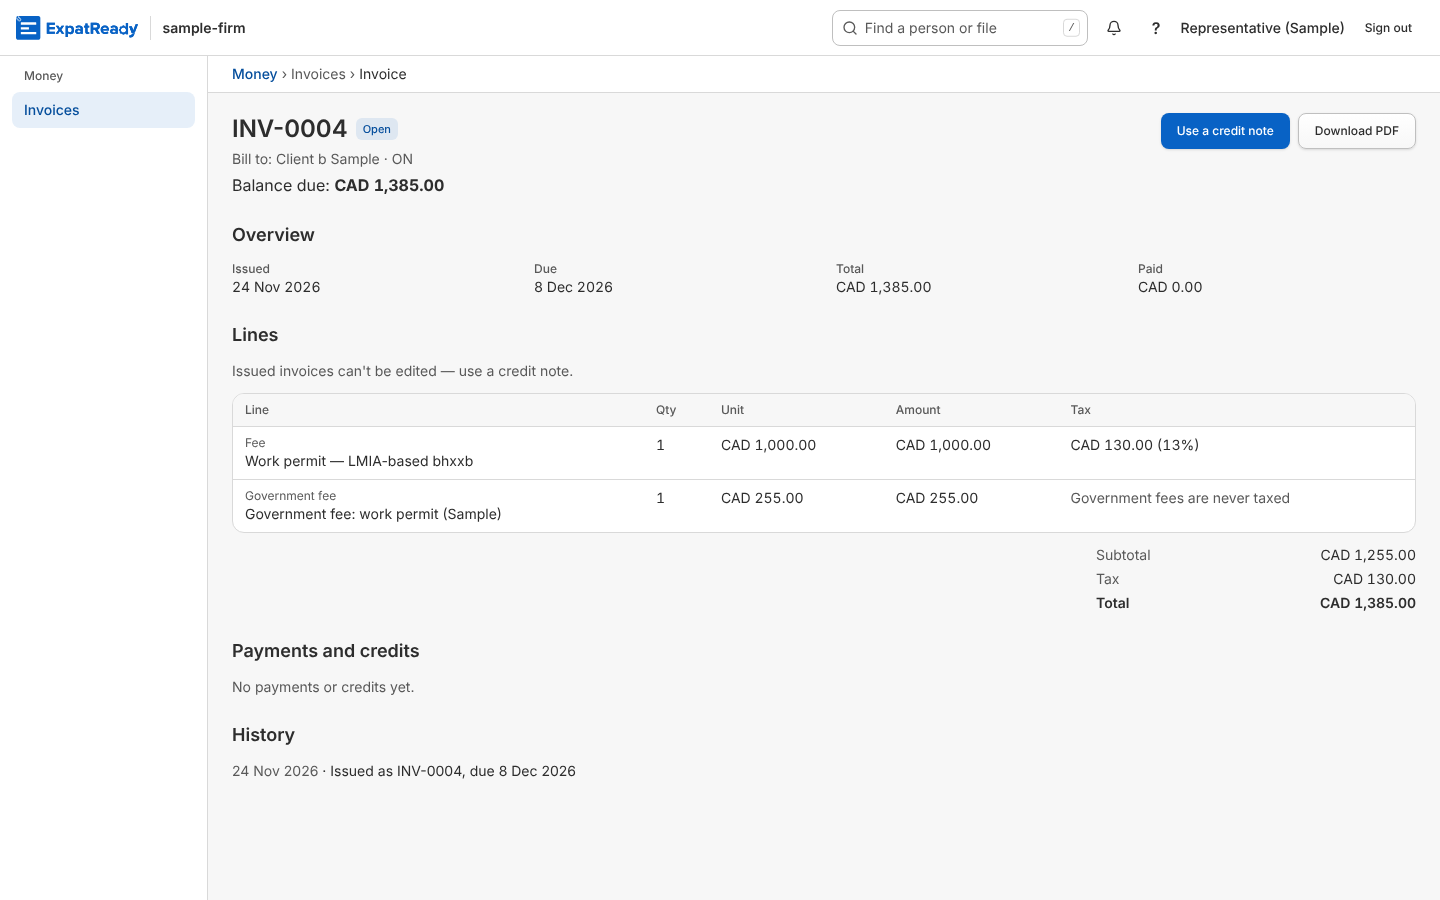 ExpatReady
sample-firm
Find a person or file
/
?
Representative (Sample)
Sign out
Money
Invoices
Money › Invoices › Invoice
INV-0004
Open
Use a credit note
Download PDF
Bill to: Client b Sample · ON
Balance due: CAD 1,385.00
Overview
Issued
24 Nov 2026
Due
8 Dec 2026
Total
CAD 1,385.00
Paid
CAD 0.00
Lines
Issued invoices can't be edited — use a credit note.
Line Qty Unit Amount Tax
Fee
Work permit — LMIA-based bhxxb
1 CAD 1,000.00 CAD 1,000.00 CAD 130.00 (13%)
Government fee
Government fee: work permit (Sample)
1 CAD 255.00 CAD 255.00 Government fees are never taxed
Subtotal CAD 1,255.00
Tax CAD 130.00
Total CAD 1,385.00
Payments and credits
No payments or credits yet.
History
24 Nov 2026 · Issued as INV-0004, due 8 Dec 2026